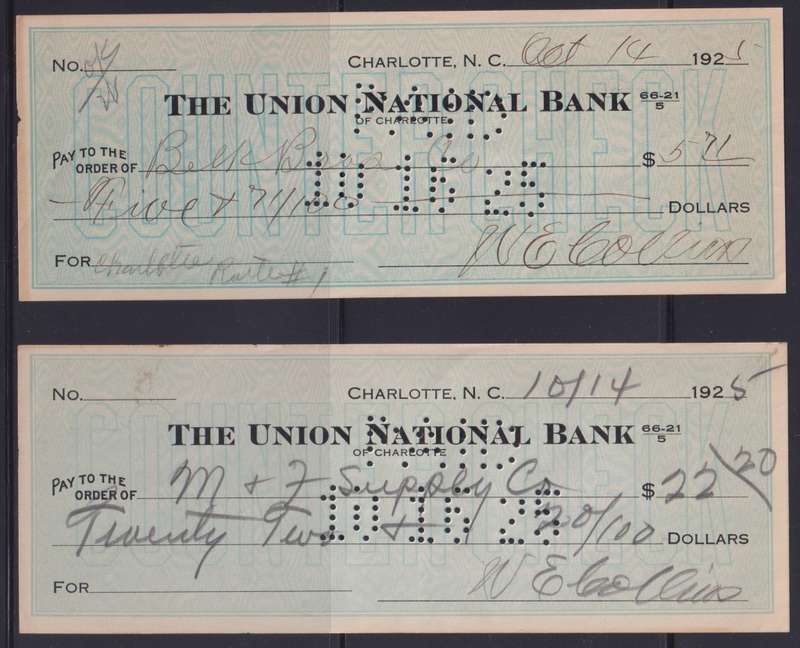 No. CHARLOTTE, N. C. Oct 14 1925
COUNTER CHECK
THE UNION NATIONAL BANK 66-21/5
OF CHARLOTTE
PAID
PAY TO THE ORDER OF Belk Bros Co $5 71
Five & 71/100 DOLLARS
10 16 25
FOR Charlotte Route #1 W E Collins
No. CHARLOTTE, N. C. 10/14 1925
COUNTER CHECK
THE UNION NATIONAL BANK 66-21/5
OF CHARLOTTE
PAID
PAY TO THE ORDER OF M & F Supply Co $22 20
Twenty Two & 20/100 DOLLARS
10 16 25
FOR W E Collins